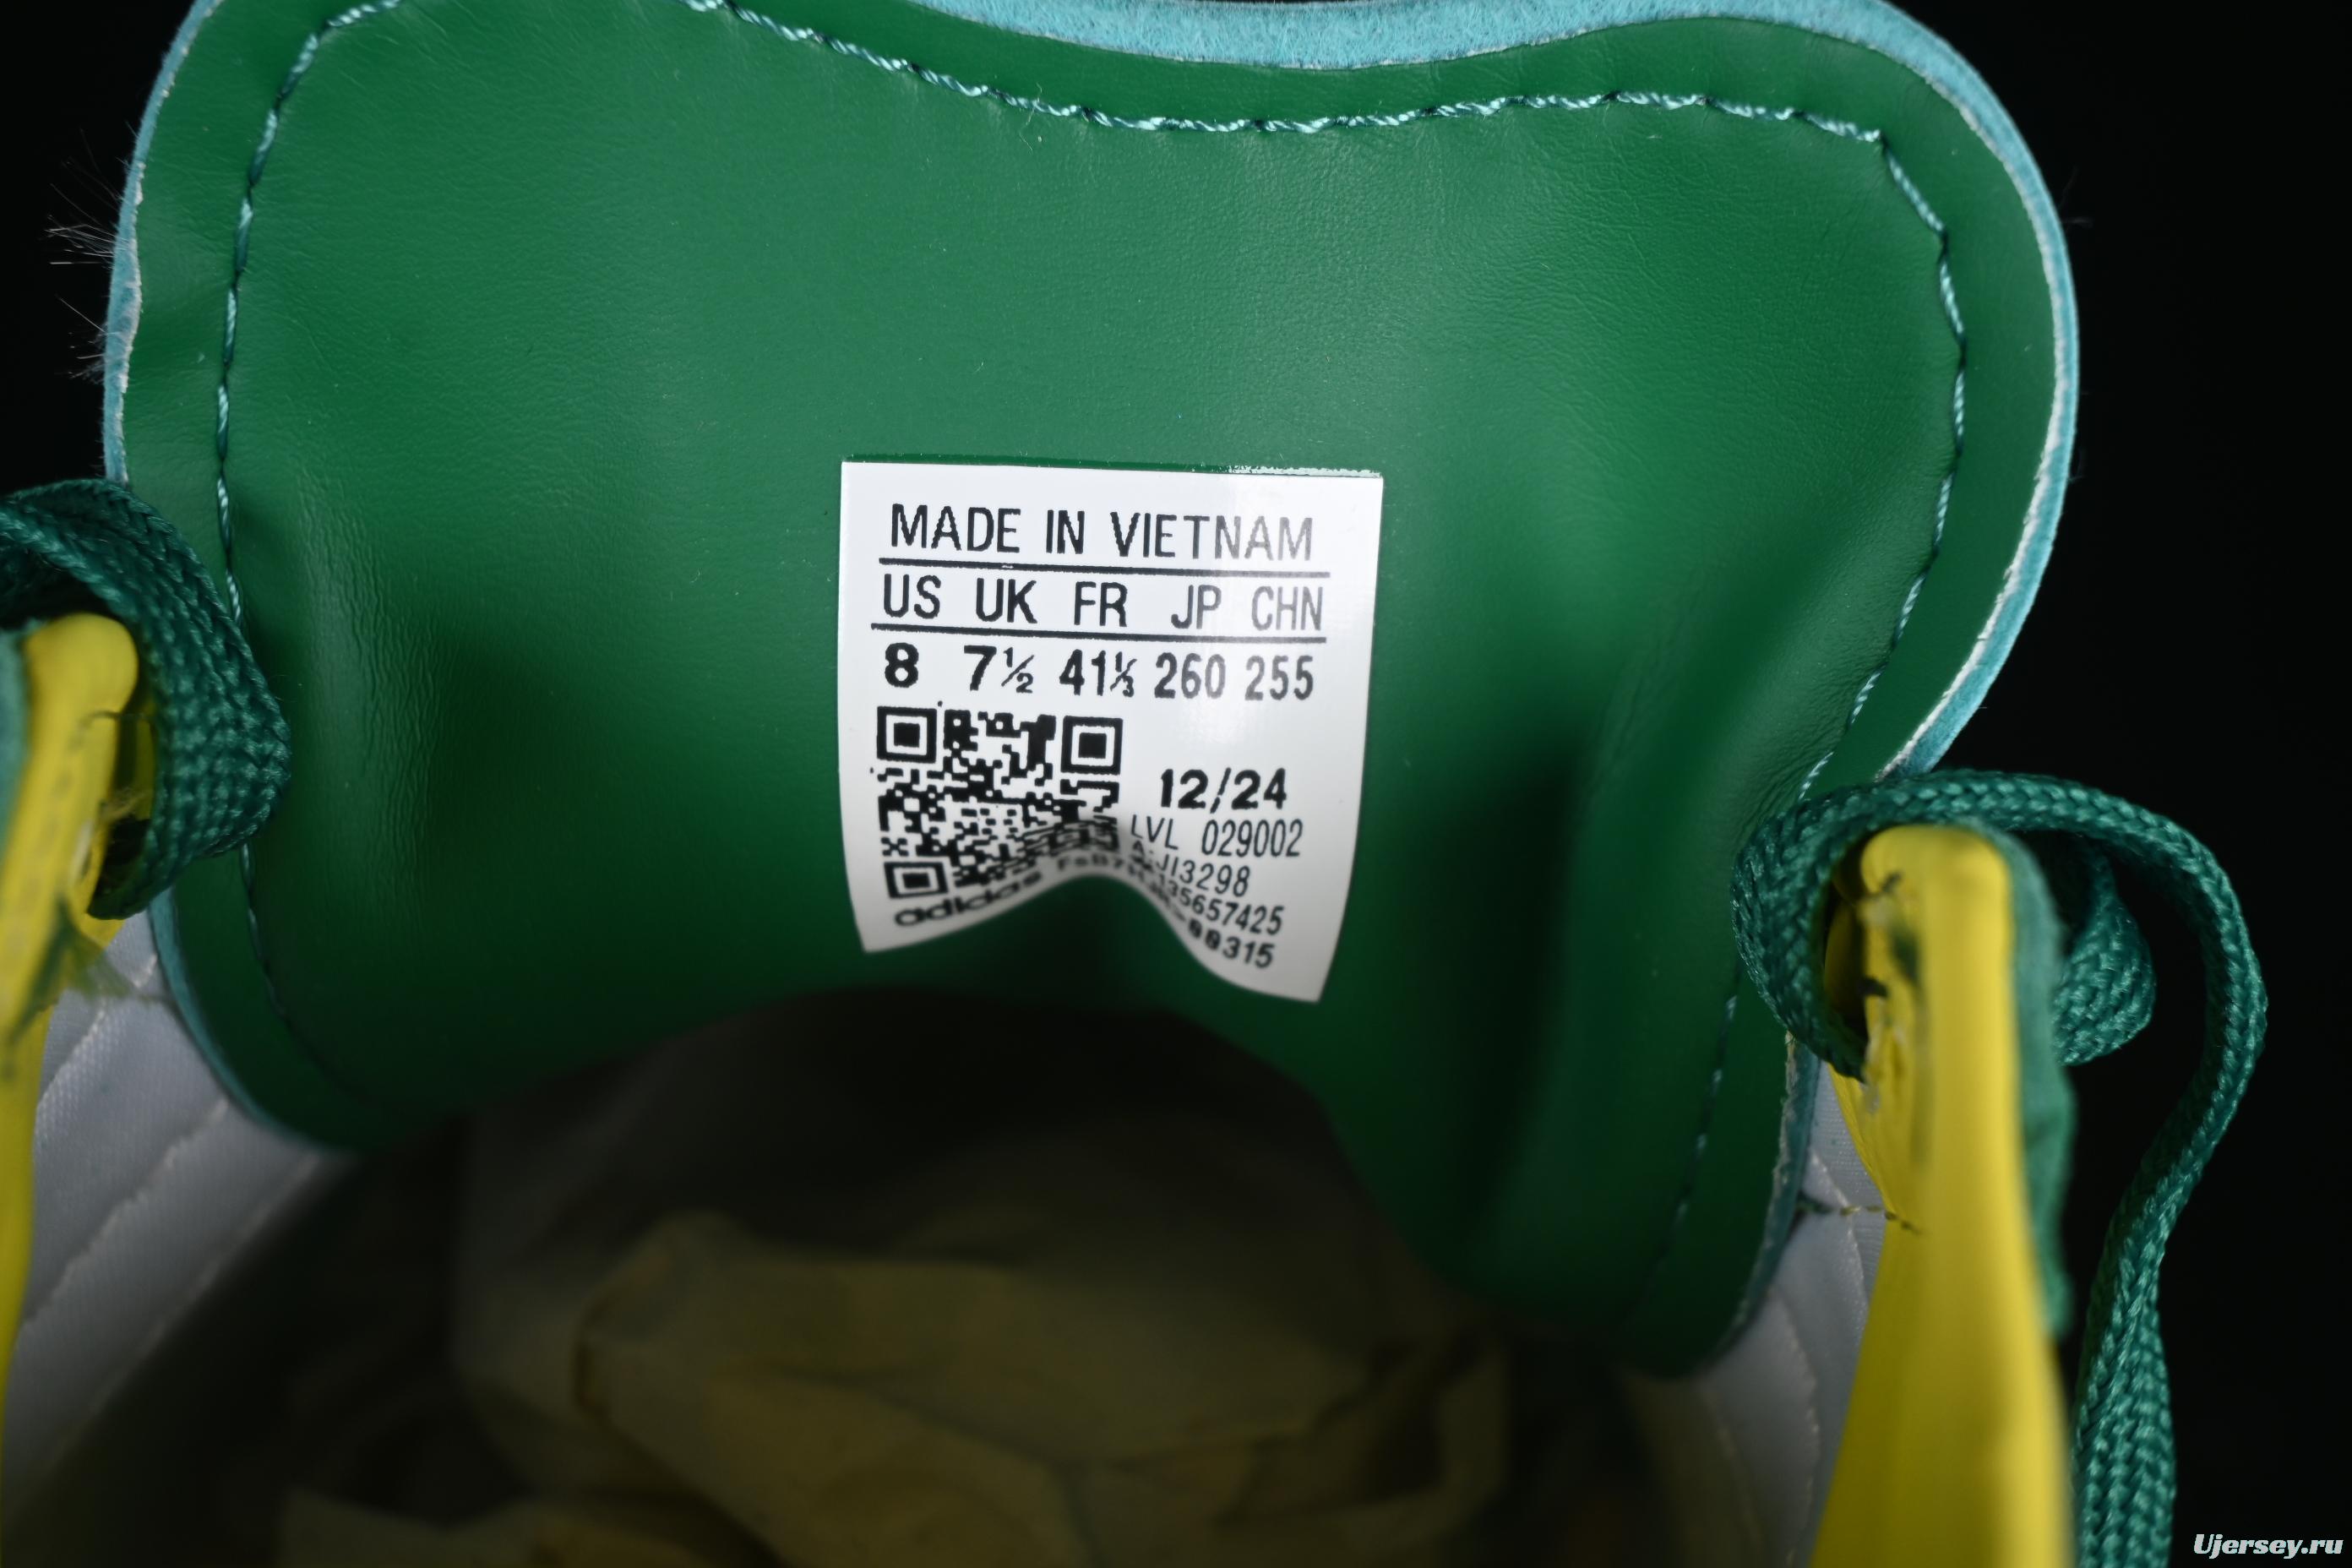 MADE IN VIETNAM
US UK FR JP CHN
8 7½ 41⅓ 260 255
12/24
LVL 029002
A:JI3298
adidas
Ujersey.ru